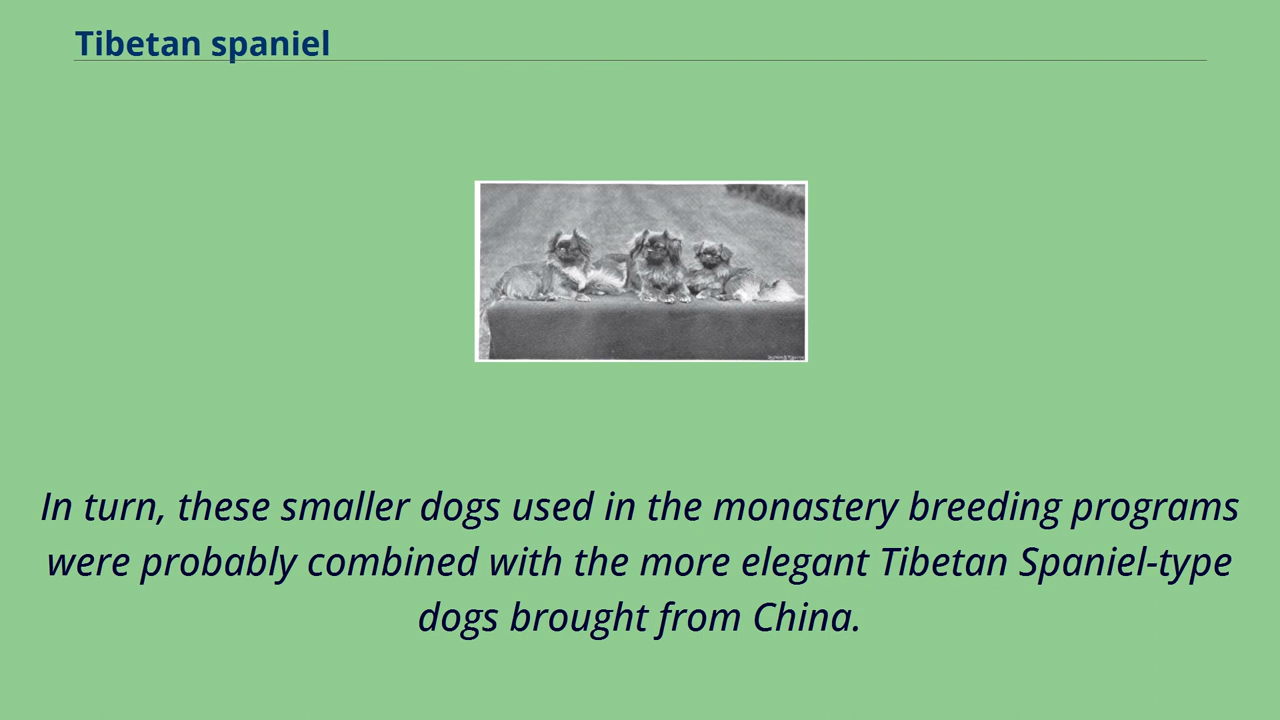 Tibetan spaniel
In turn, these smaller dogs used in the monastery breeding programs
were probably combined with the more elegant Tibetan Spaniel-type
dogs brought from China.